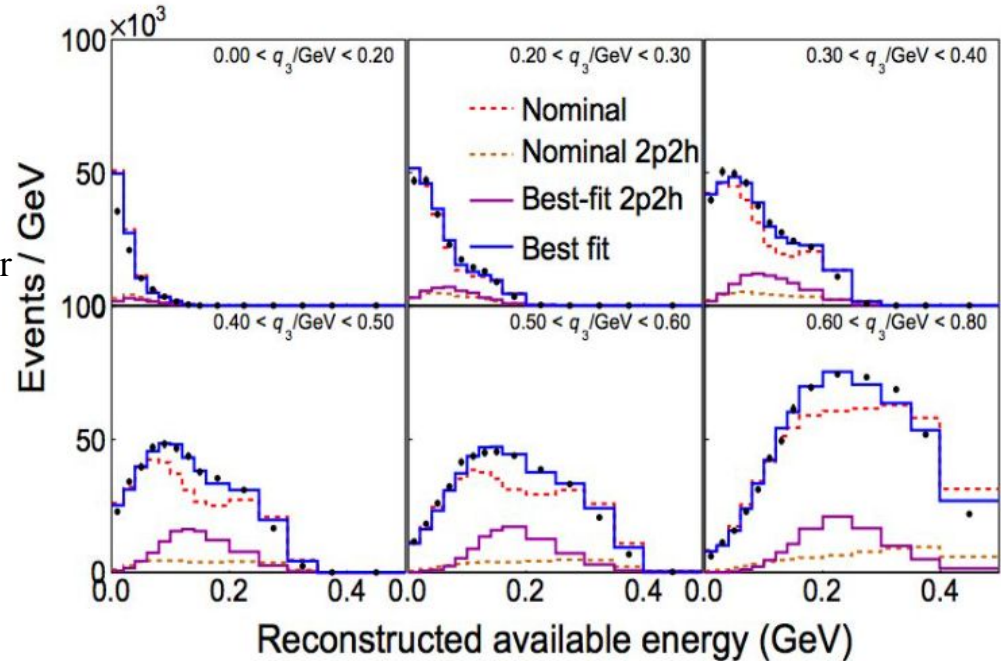 100 ×10³
0.00 < q₃/GeV < 0.20
0.20 < q₃/GeV < 0.30
0.30 < q₃/GeV < 0.40
Nominal
Nominal 2p2h
Best-fit 2p2h
Best fit
50
r
Events / GeV
100
0.40 < q₃/GeV < 0.50
0.50 < q₃/GeV < 0.60
0.60 < q₃/GeV < 0.80
50
0
0.0 0.2 0.4 0.0 0.2 0.4 0.0 0.2 0.4
Reconstructed available energy (GeV)